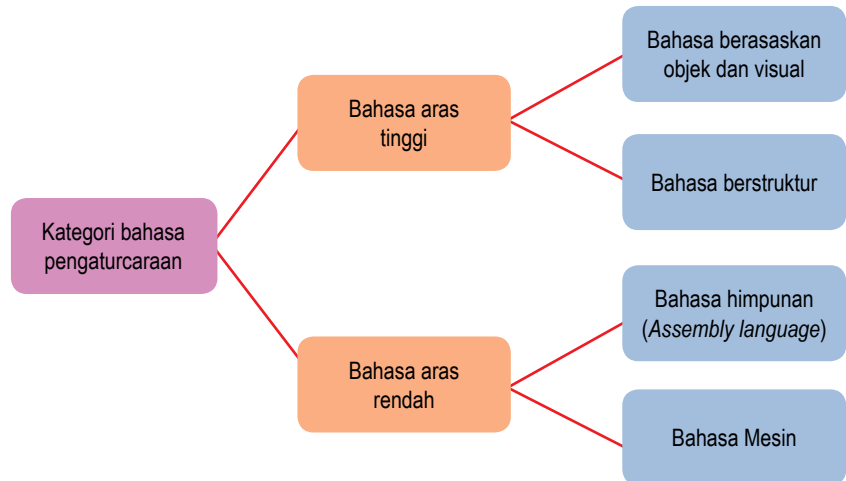 Kategori bahasa
pengaturcaraan
Bahasa aras
tinggi
Bahasa berasaskan
objek dan visual
Bahasa berstruktur
Bahasa aras
rendah
Bahasa himpunan
(Assembly language)
Bahasa Mesin